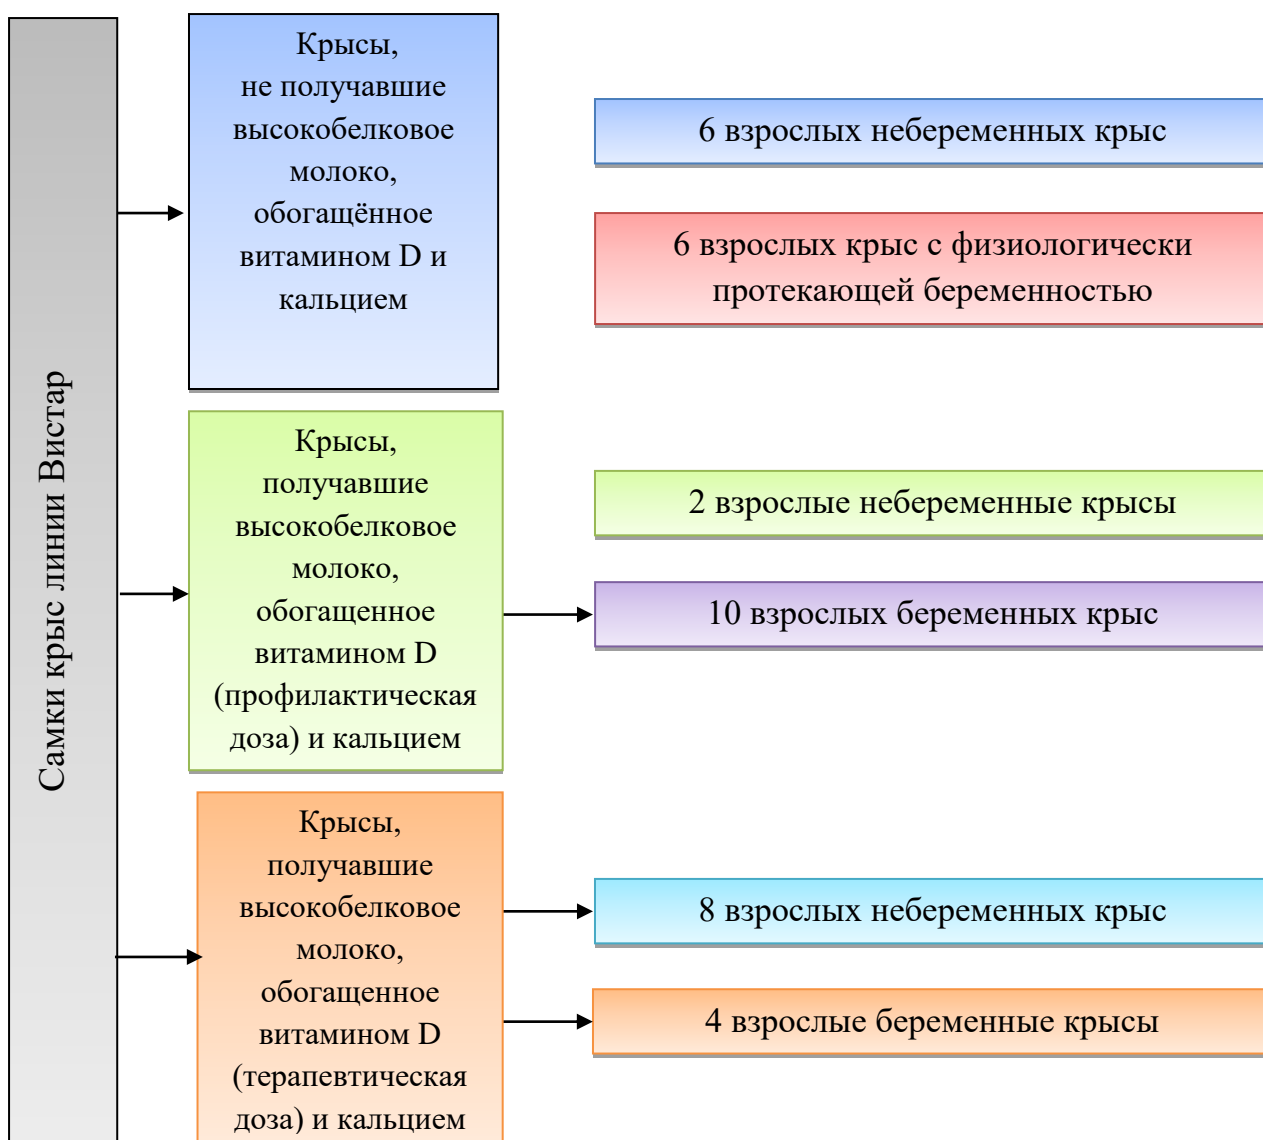 Самки крыс линии Вистар
Крысы,
не получавшие
высокобелковое
молоко,
обогащённое
витамином D и
кальцием
6 взрослых небеременных крыс
6 взрослых крыс с физиологически
протекающей беременностью
Крысы,
получавшие
высокобелковое
молоко,
обогащенное
витамином D
(профилактическая
доза) и кальцием
2 взрослые небеременные крысы
10 взрослых беременных крыс
Крысы,
получавшие
высокобелковое
молоко,
обогащенное
витамином D
(терапевтическая
доза) и кальцием
8 взрослых небеременных крыс
4 взрослые беременные крысы